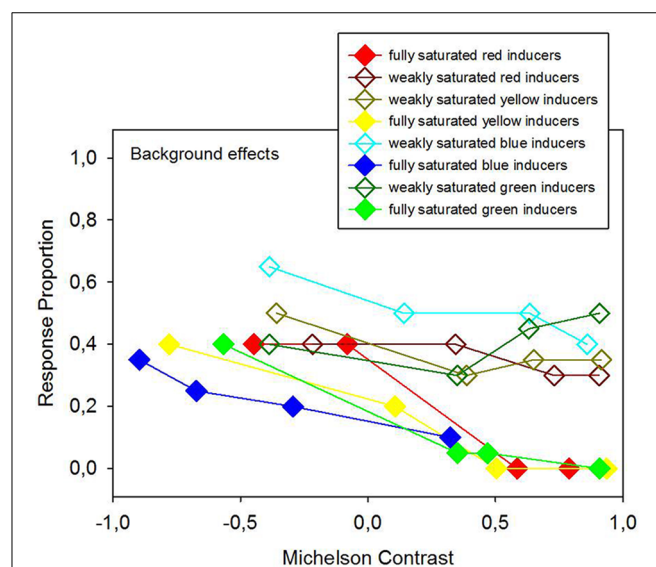 fully saturated red inducers
weakly saturated red inducers
weakly saturated yellow inducers
fully saturated yellow inducers
weakly saturated blue inducers
fully saturated blue inducers
weakly saturated green inducers
fully saturated green inducers
Background effects
1,0
0,8
0,6
0,4
0,2
0,0
Response Proportion
-1,0 -0,5 0,0 0,5 1,0
Michelson Contrast